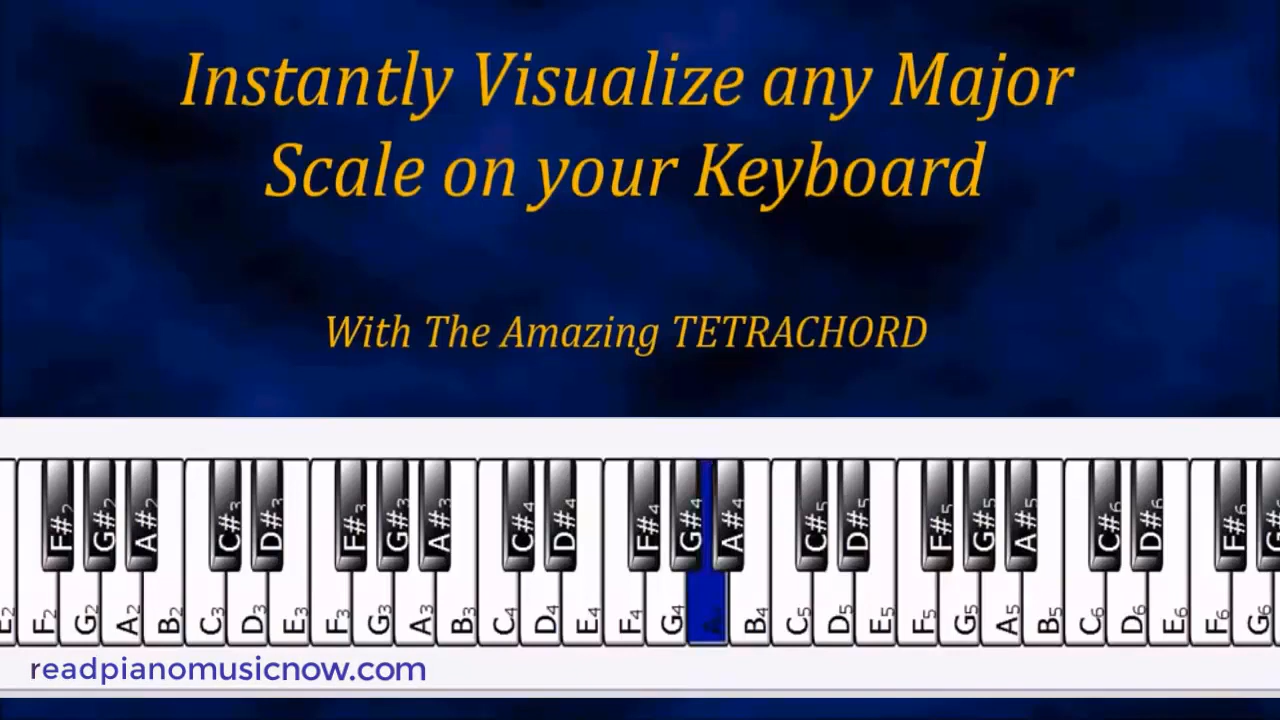 Instantly Visualize any Major
Scale on your Keyboard
With The Amazing TETRACHORD
F#2 G#2 A#2 C#3 D#3 F#3 G#3 A#3 C#4 D#4 F#4 G#4 A#4 C#5 D#5 F#5 G#5 A#5 C#6 D#6 F#6 G#
E2 F2 G2 A2 B2 C3 D3 E3 F3 G3 A3 B3 C4 D4 E4 F4 G4 A4 B4 C5 D5 E5 F5 G5 A5 B5 C6 D6 E6 F6 G6
readpianomusicnow.com